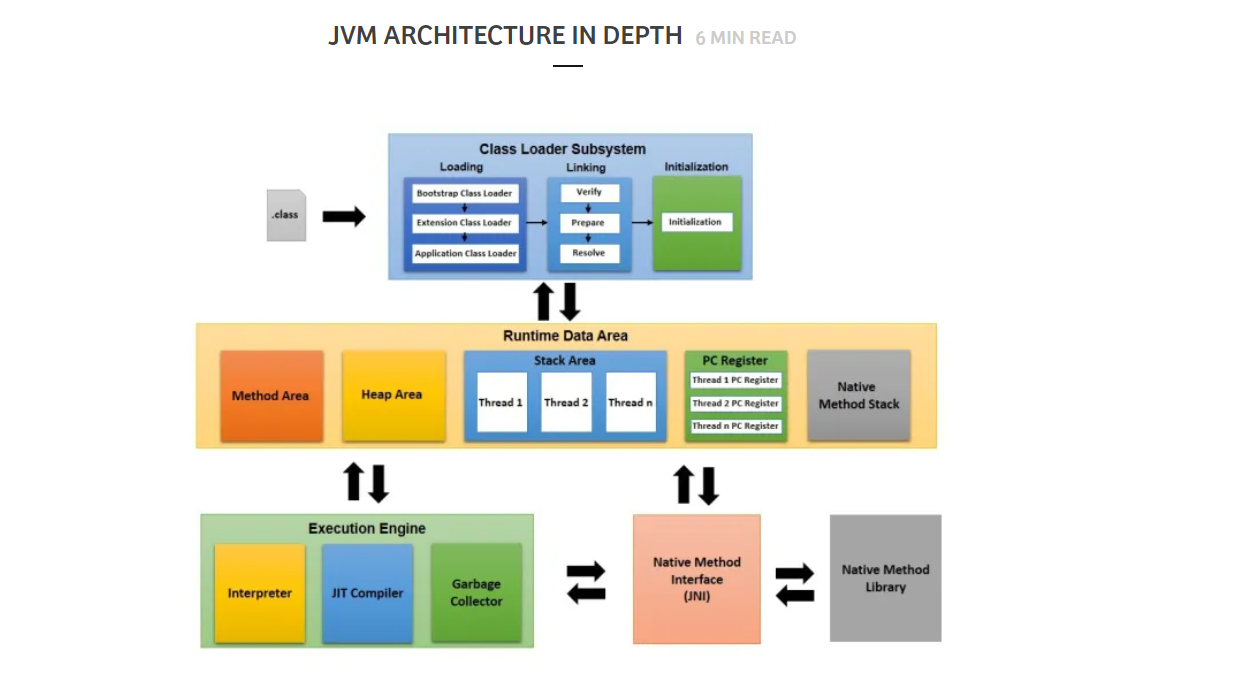 JVM ARCHITECTURE IN DEPTH 6 MIN READ
.class
Class Loader Subsystem
Loading
Bootstrap Class Loader
Extension Class Loader
Application Class Loader
Linking
Verify
Prepare
Resolve
Initialization
Initialization
Runtime Data Area
Method Area
Heap Area
Stack Area
Thread 1
Thread 2
Thread n
PC Register
Thread 1 PC Register
Thread 2 PC Register
Thread n PC Register
Native
Method Stack
Execution Engine
Interpreter
JIT Compiler
Garbage
Collector
Native Method
Interface
(JNI)
Native Method
Library